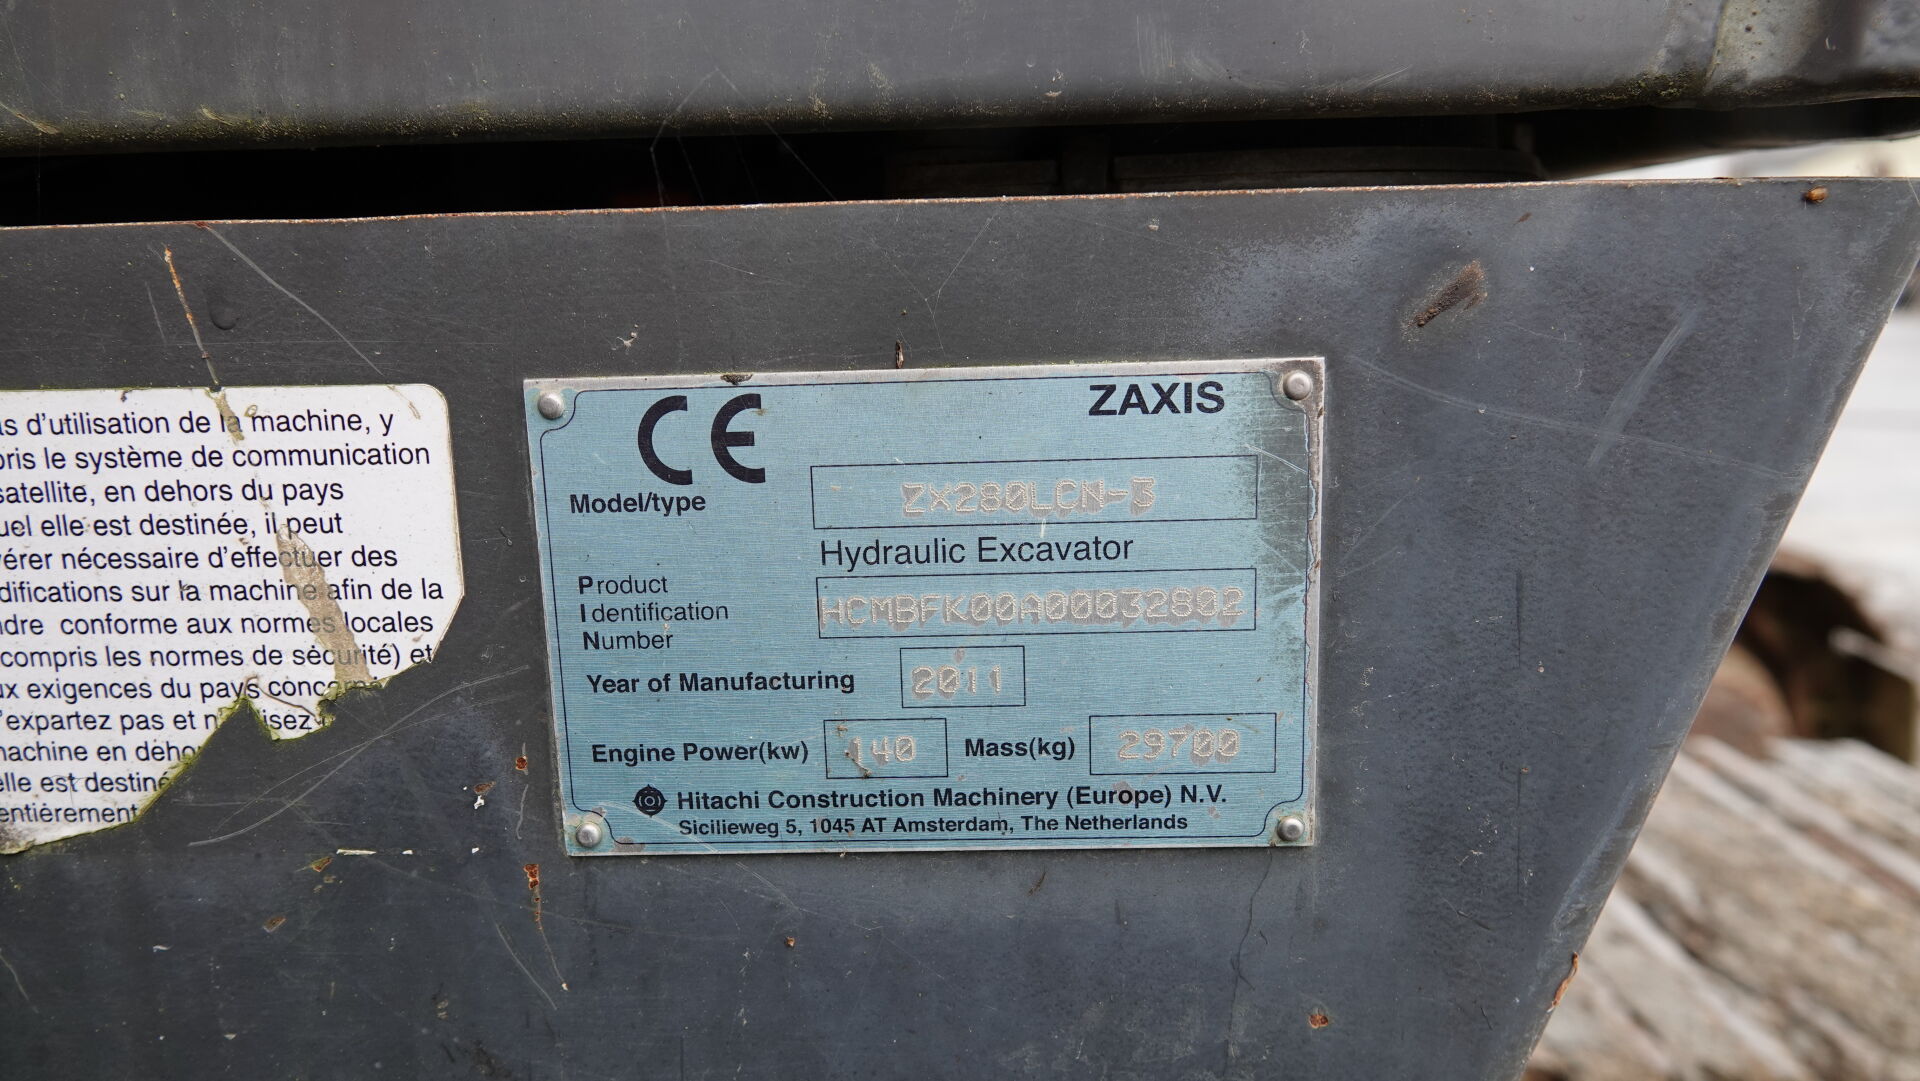 s d'utilisation de la machine, y
pris le système de communication
satellite, en dehors du pays
uel elle est destinée, il peut
vérer nécessaire d'effectuer des
difications sur la machine afin de la
ndre conforme aux normes locales
compris les normes de sécurité) et
ux exigences du pays conc
'expartez pas et n' isez
machine en deho
elle est destiné
entièrement
CE
ZAXIS
Model/type ZX280LCN-3
Hydraulic Excavator
Product
Identification
Number
HCMBFK00A00032802
Year of Manufacturing 2011
Engine Power(kw) 140 Mass(kg) 29700
Hitachi Construction Machinery (Europe) N.V.
Sicilieweg 5, 1045 AT Amsterdam, The Netherlands